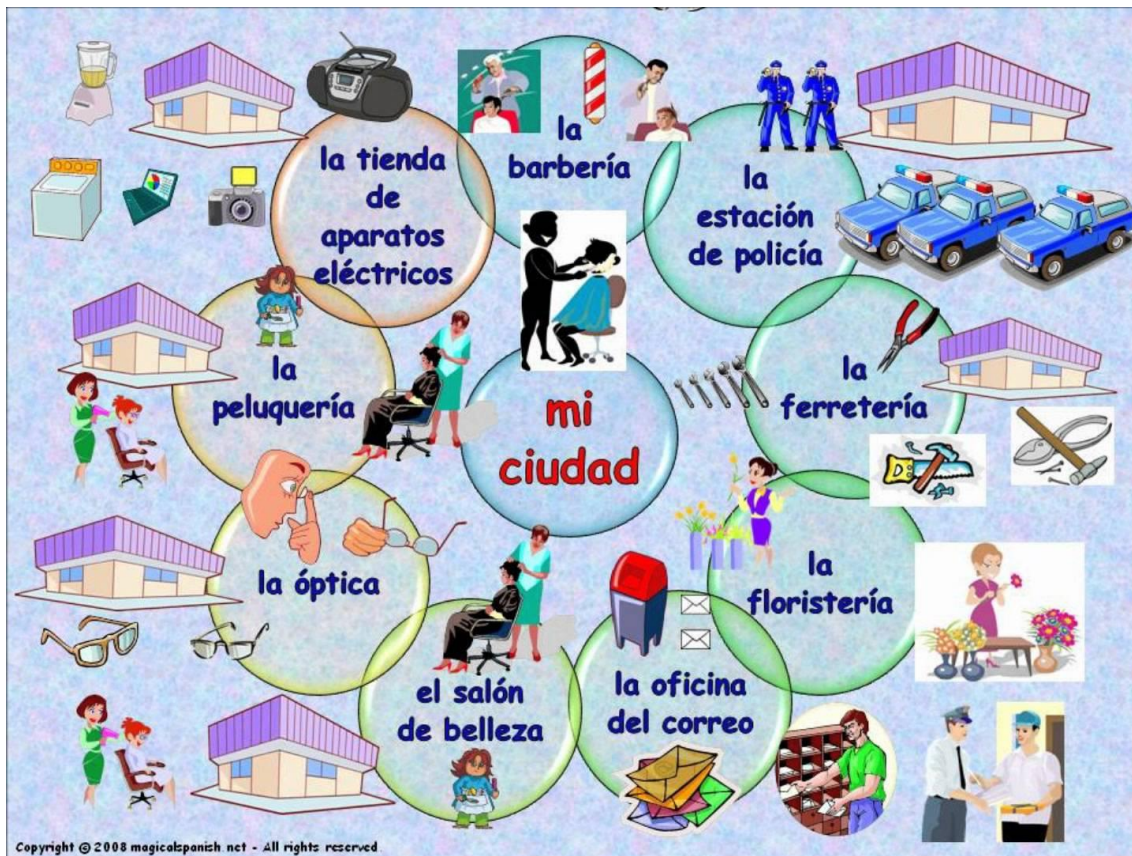 la tienda
de
aparatos
eléctricos
la
barbería
la
estación
de policía
la
peluquería
mi
ciudad
la
ferretería
la óptica
la
floristería
el salón
de belleza
la oficina
del correo
Copyright © 2008 magicalspanish.net - All rights reserved